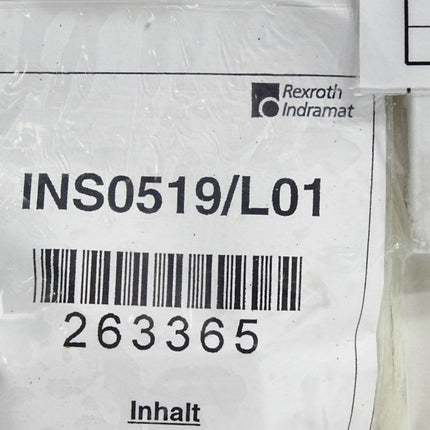 Rexroth
Indramat
INS0519/L01
263365
Inhalt